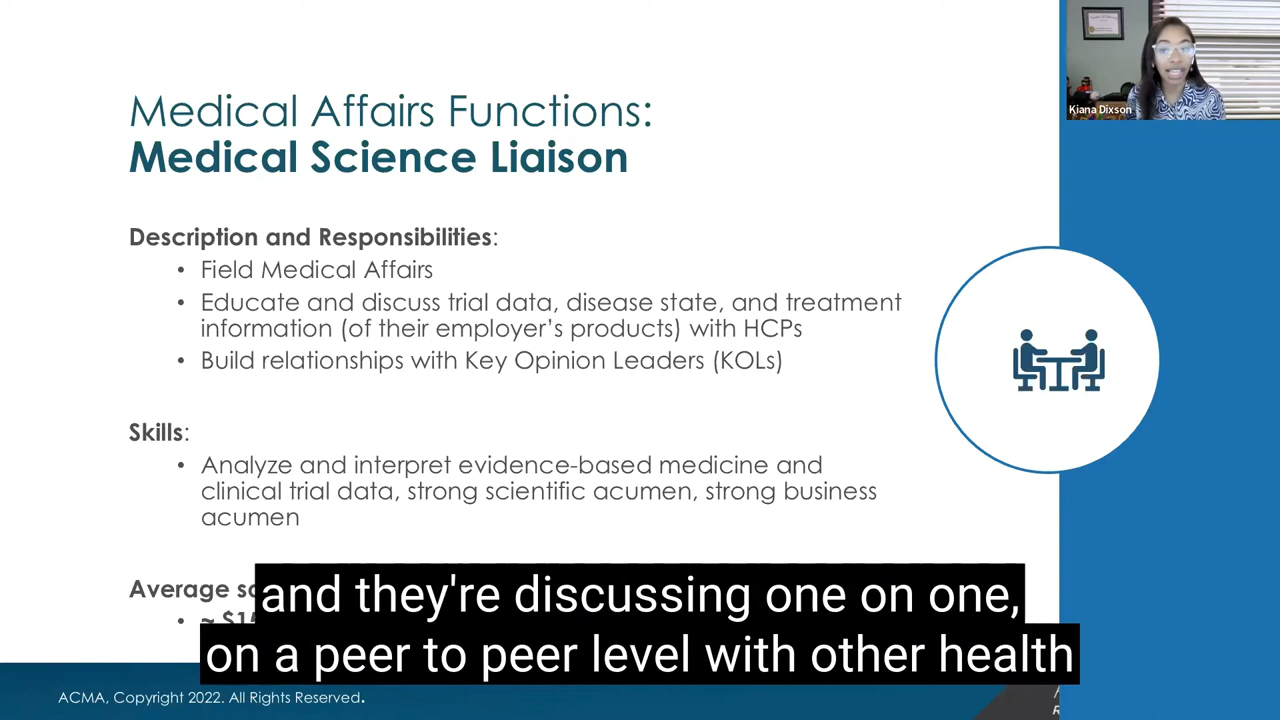 Kiana Dixson
Medical Affairs Functions:
Medical Science Liaison
Description and Responsibilities:
• Field Medical Affairs
• Educate and discuss trial data, disease state, and treatment
information (of their employer’s products) with HCPs
• Build relationships with Key Opinion Leaders (KOLs)
Skills:
• Analyze and interpret evidence-based medicine and
clinical trial data, strong scientific acumen, strong business
acumen
Average
and they're discussing one on one,
on a peer to peer level with other health
ACMA, Copyright 2022. All Rights Reserved.